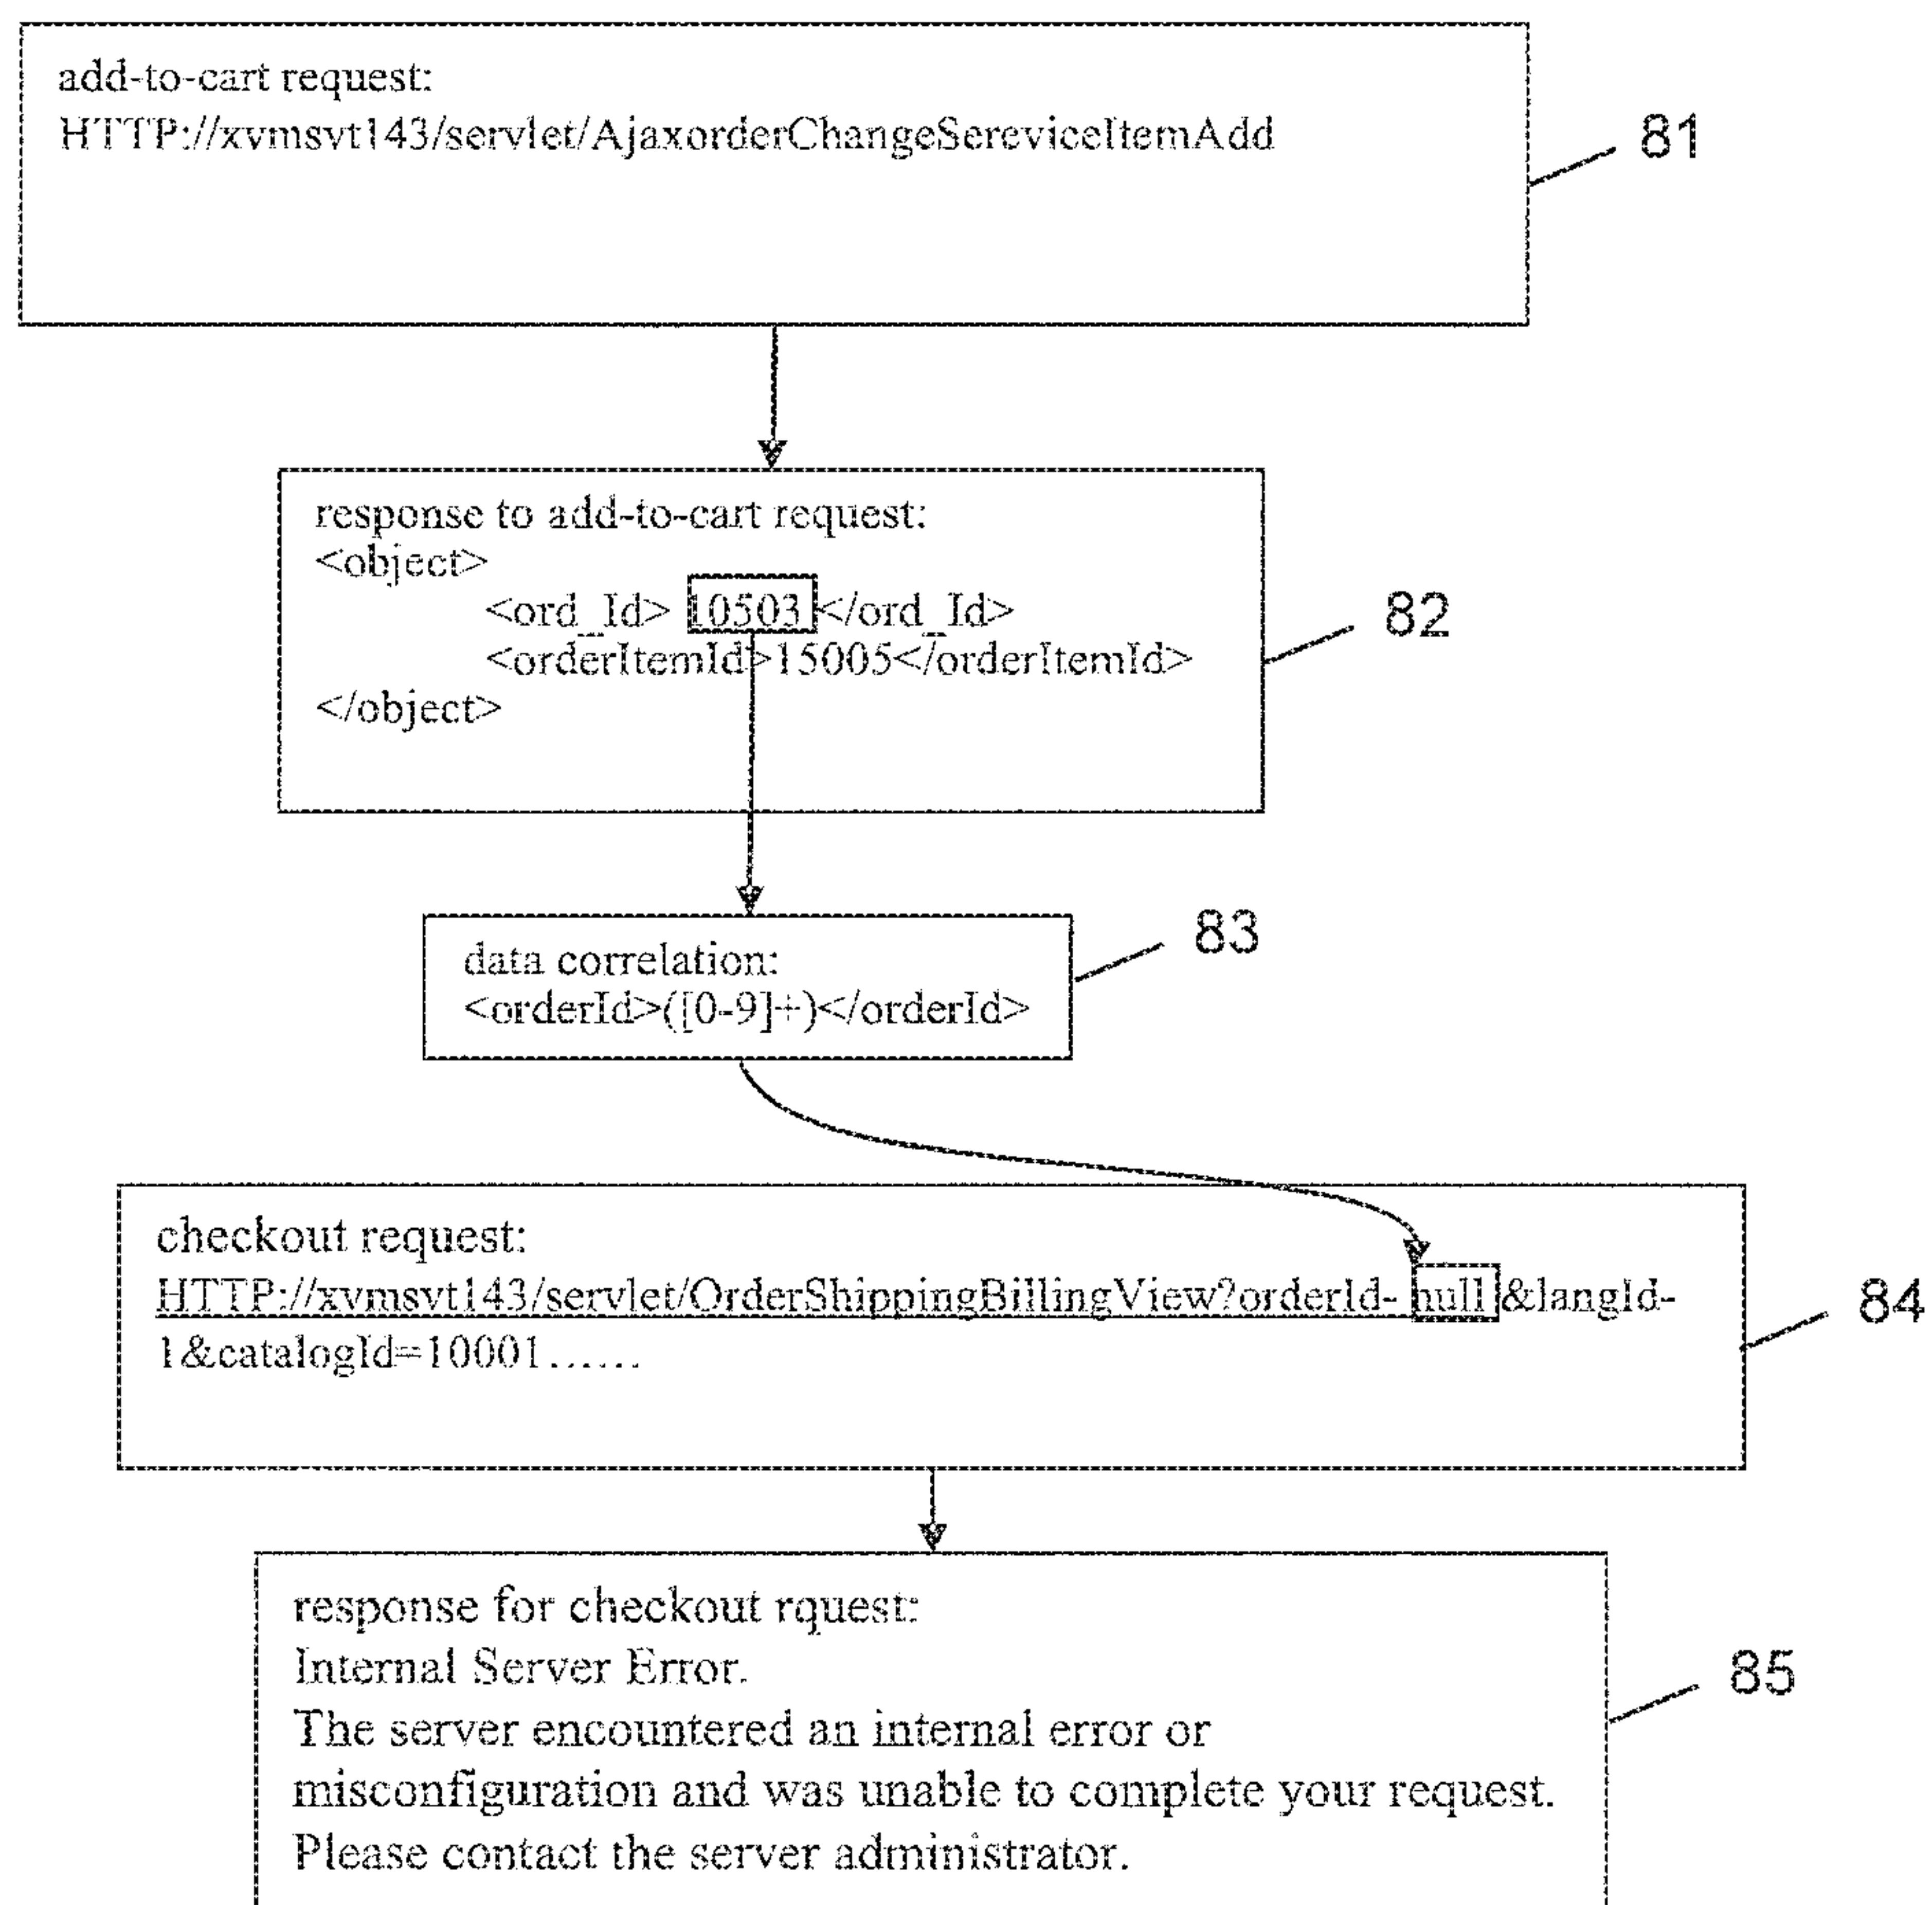 add-to-cart request:
HTTP://xvmsvt143/servlet/AjaxorderChangeSereviceItemAdd
81
response to add-to-cart request:
<object>
<ord_Id> 10503 </ord_Id>
<orderItemId>15005</orderItemId>
</object>
82
data correlation:
<orderId>([0-9]+)</orderId>
83
checkout request:
HTTP://xvmsvt143/servlet/OrderShippingBillingView?orderId- null &langId-
1&catalogId=10001......
84
response for checkout rquest:
Internal Server Error.
The server encountered an internal error or
misconfiguration and was unable to complete your request.
Please contact the server administrator.
85